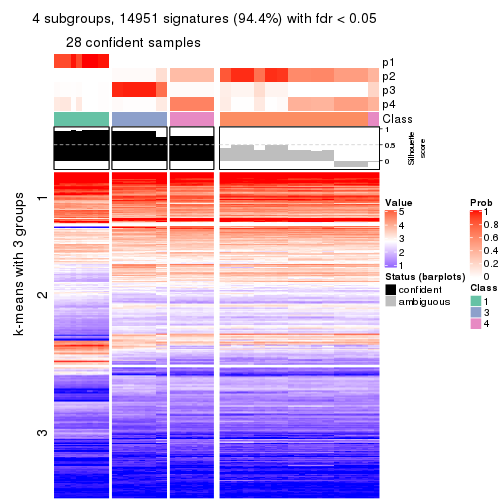 4 subgroups, 14951 signatures (94.4%) with fdr < 0.05
28 confident samples
p1
p2
p3
p4
Class
1
0.5
0
Silhouette
score
k-means with 3 groups
1
2
3
Value
5
4
3
2
1
Status (barplots)
confident
ambiguous
Prob
1
0.8
0.6
0.4
0.2
0
Class
1
3
4